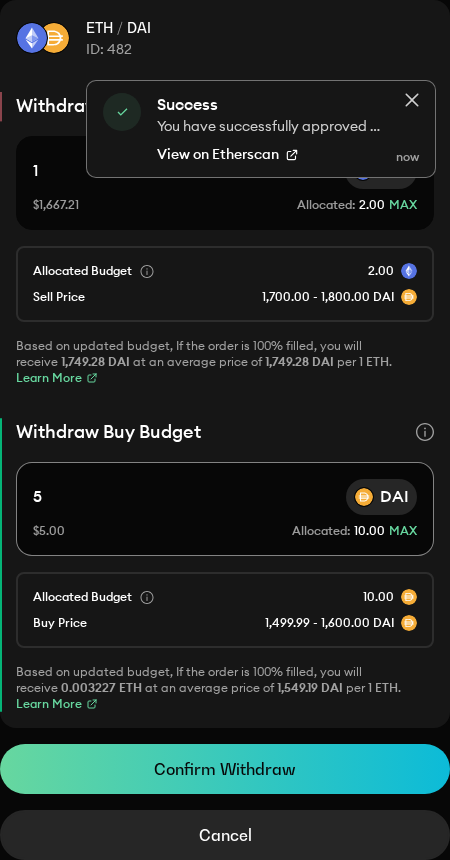 ETH / DAI
ID: 482
Success
You have successfully approved ...
View on Etherscan
now
1
$1,667.21
Allocated: 2.00 MAX
Allocated Budget
2.00
Sell Price
1,700.00 - 1,800.00 DAI
Based on updated budget, If the order is 100% filled, you will
receive 1,749.28 DAI at an average price of 1,749.28 DAI per 1 ETH.
Learn More
Withdraw Buy Budget
5
DAI
$5.00
Allocated: 10.00 MAX
Allocated Budget
10.00
Buy Price
1,499.99 - 1,600.00 DAI
Based on updated budget, If the order is 100% filled, you will
receive 0.003227 ETH at an average price of 1,549.19 DAI per 1 ETH.
Learn More
Confirm Withdraw
Cancel